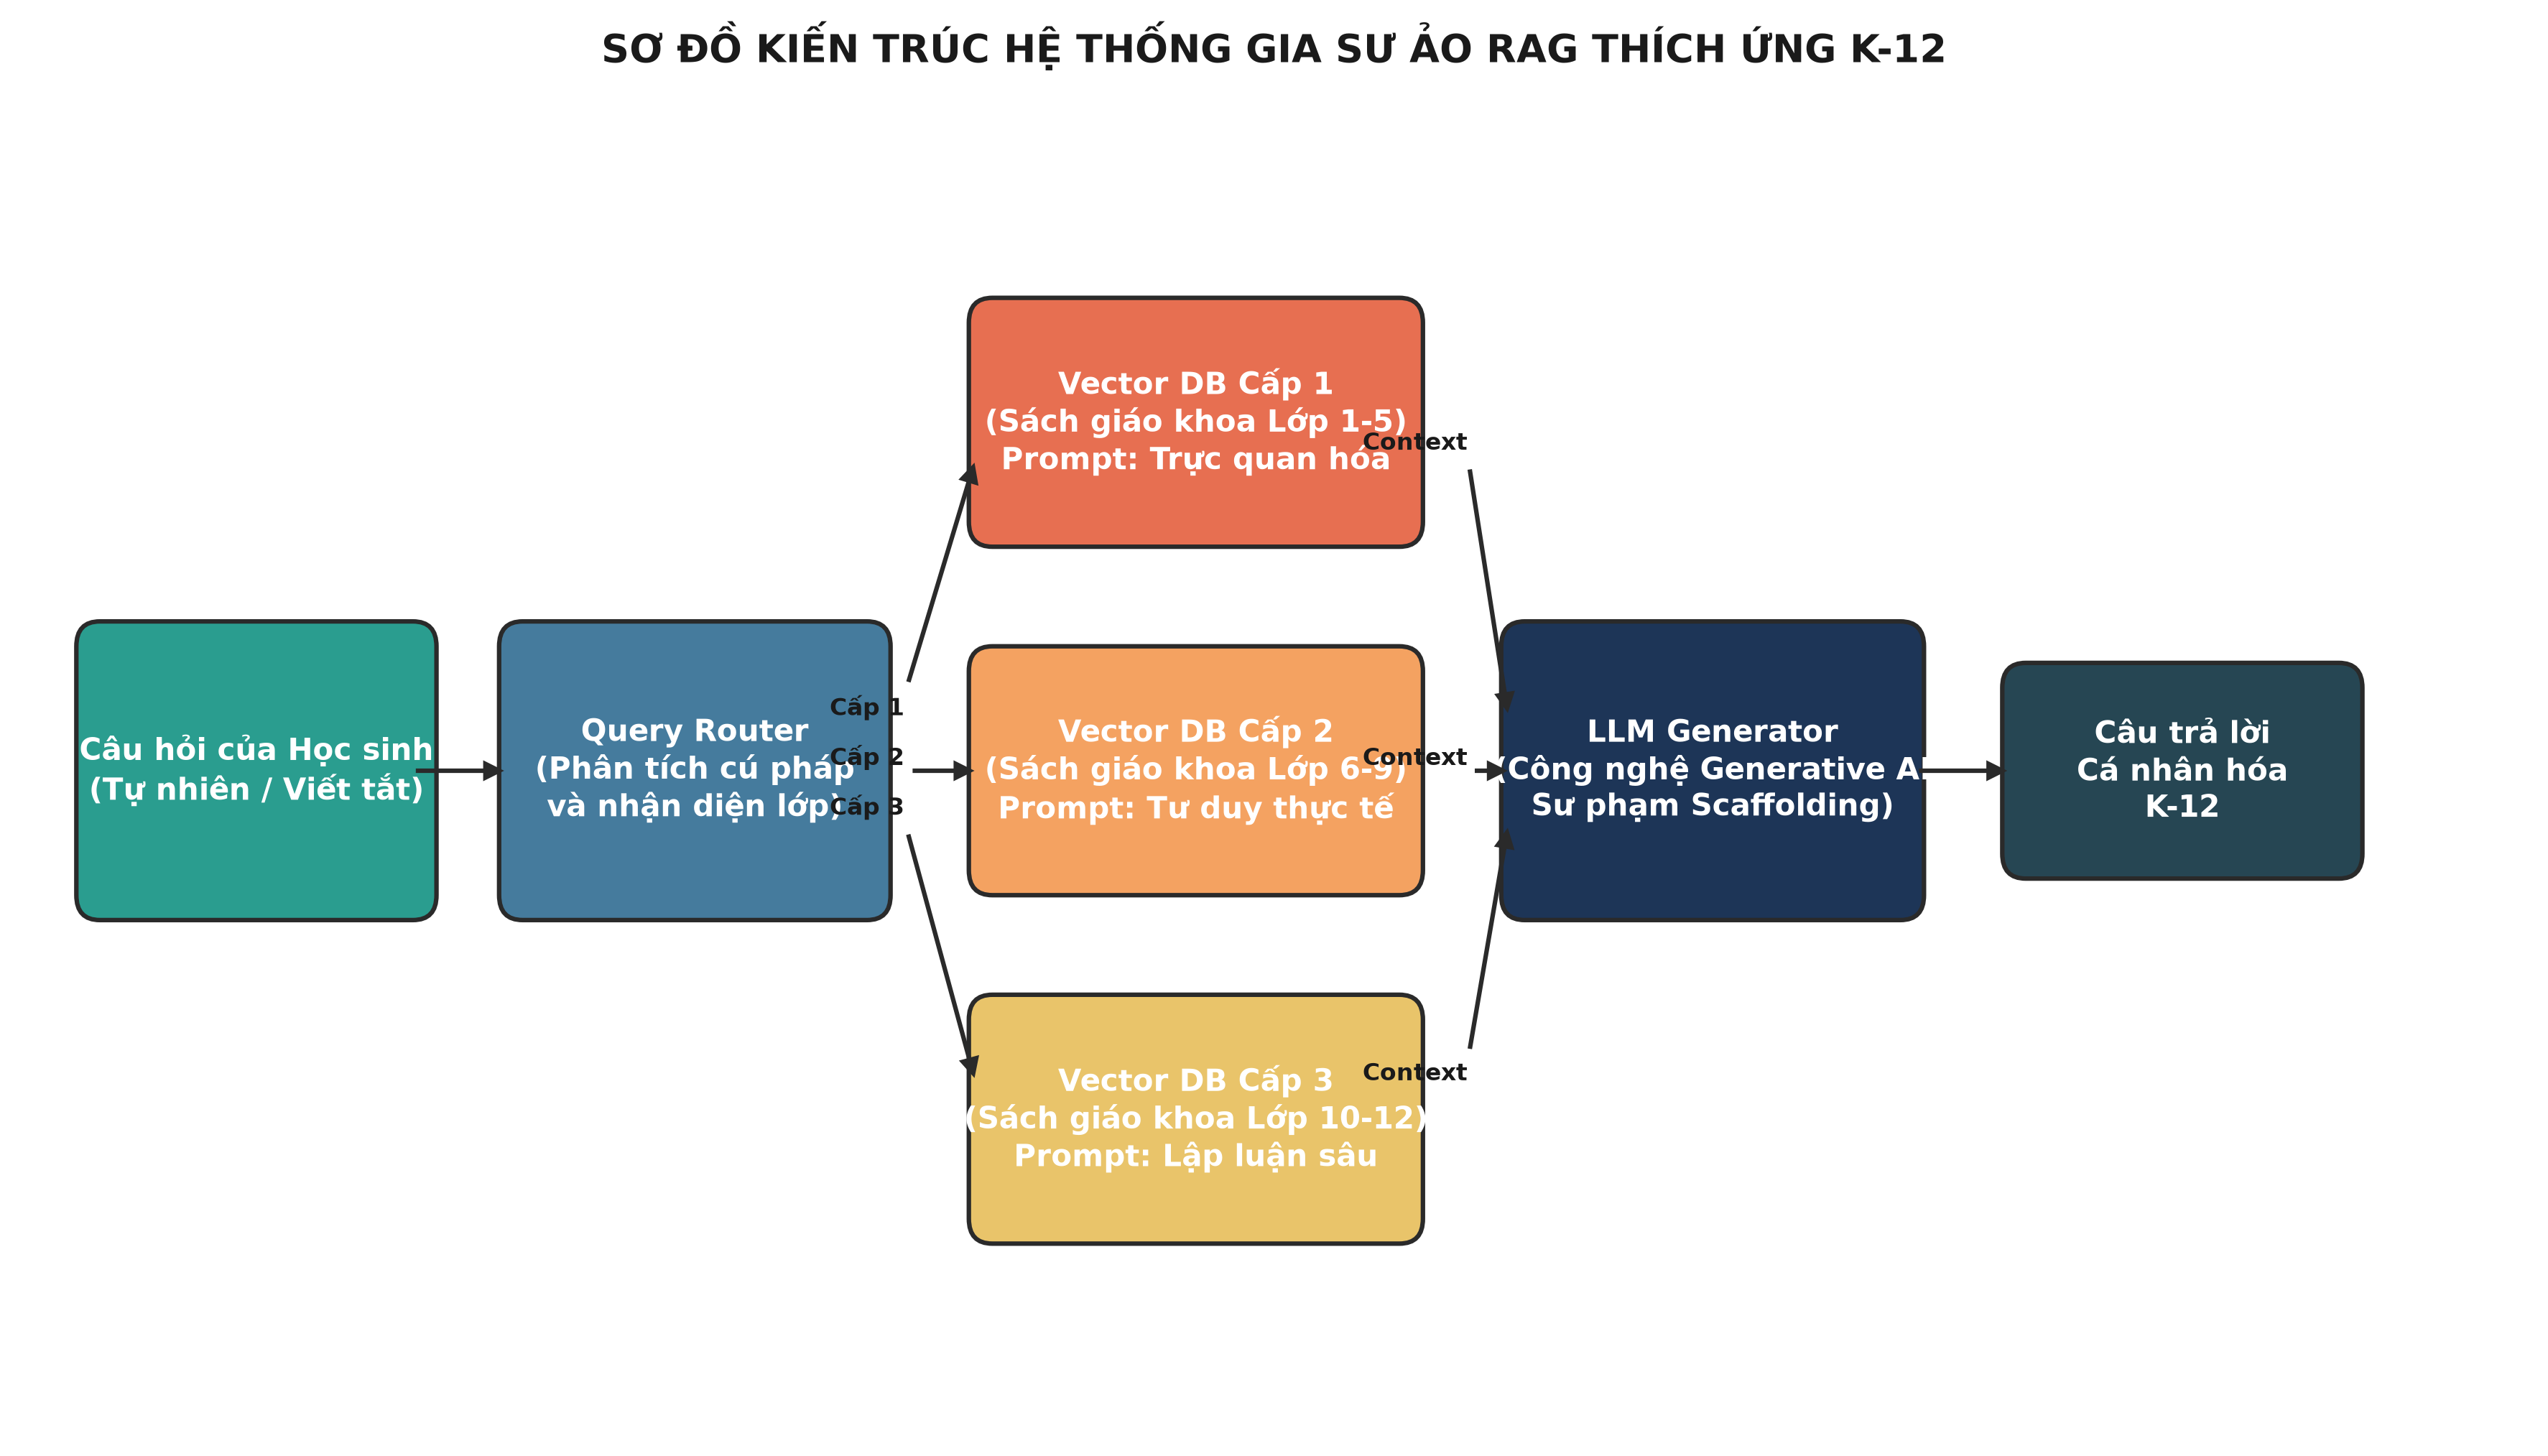 SƠ ĐỒ KIẾN TRÚC HỆ THỐNG GIA SƯ ẢO RAG THÍCH ỨNG K-12
Câu hỏi của Học sinh
(Tự nhiên / Viết tắt)
Query Router
(Phân tích cú pháp
và nhận diện lớp)
Cấp 1
Cấp 2
Cấp 3
Vector DB Cấp 1
(Sách giáo khoa Lớp 1-5)
Prompt: Trực quan hóa
Context
Vector DB Cấp 2
(Sách giáo khoa Lớp 6-9)
Prompt: Tư duy thực tế
Context
Vector DB Cấp 3
(Sách giáo khoa Lớp 10-12)
Prompt: Lập luận sâu
Context
LLM Generator
(Công nghệ Generative AI
Sư phạm Scaffolding)
Câu trả lời
Cá nhân hóa
K-12